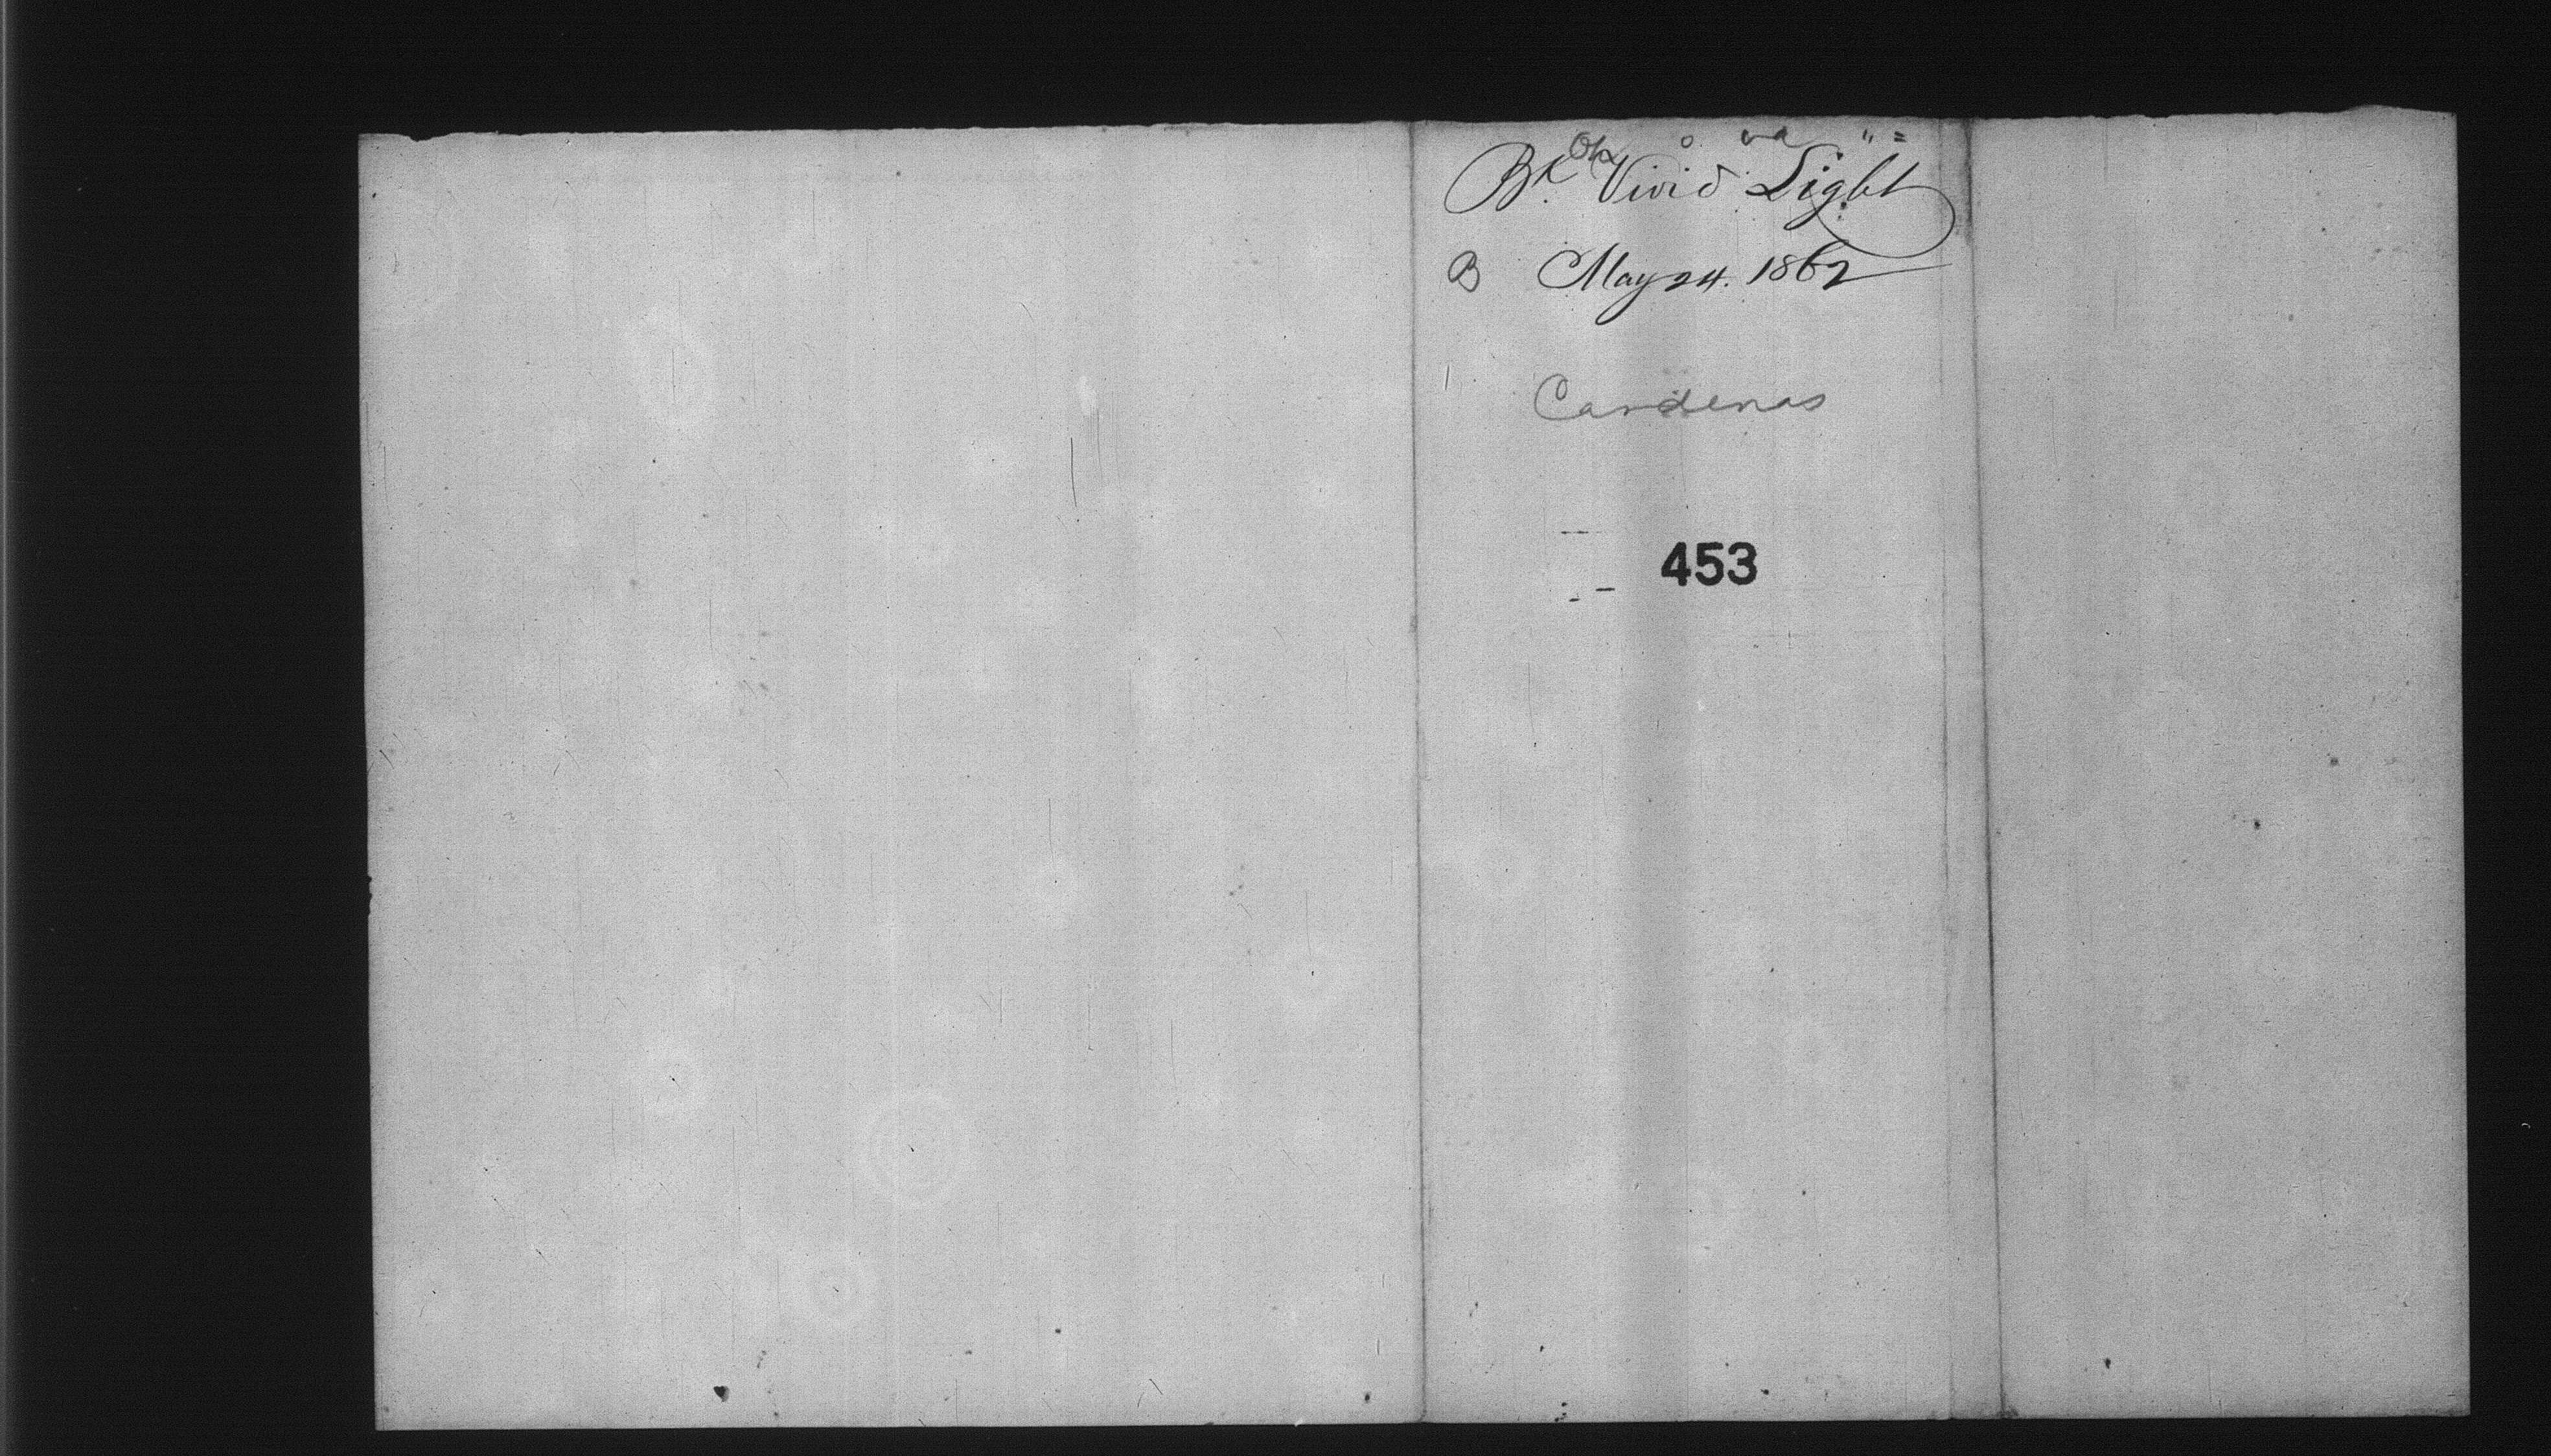 Bk. Vivid Light
B May 24. 1862
Cardenas
453